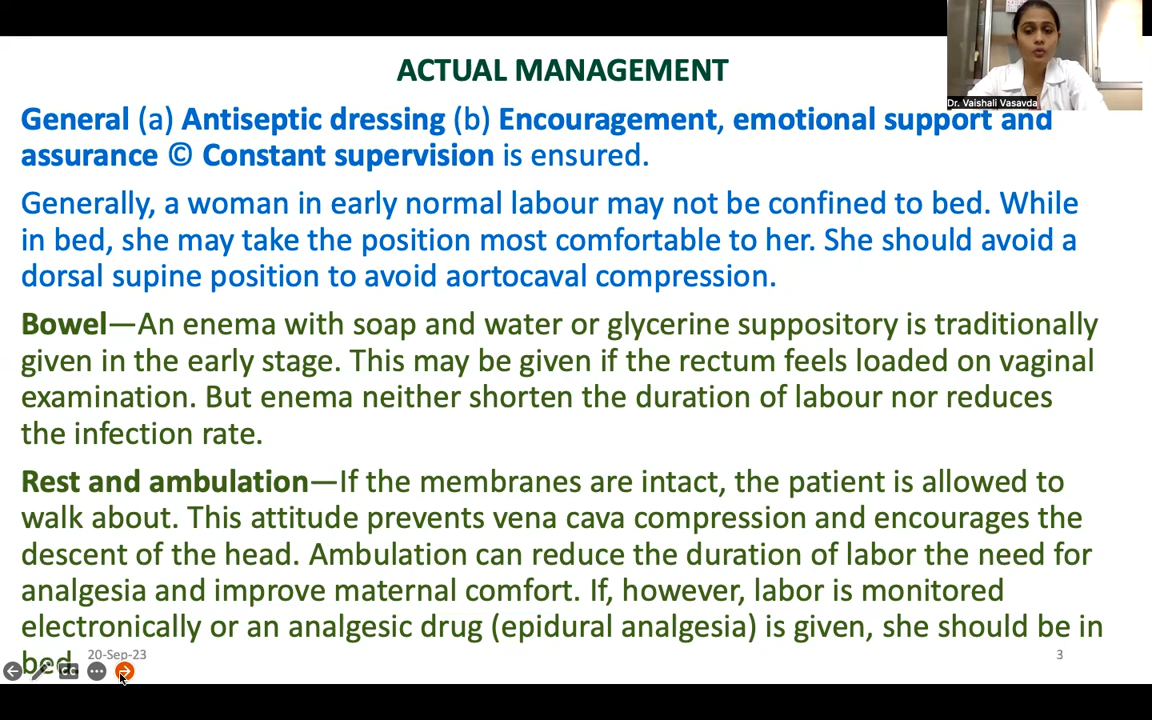 ACTUAL MANAGEMENT
Dr. Vaishali Vasavda
General (a) Antiseptic dressing (b) Encouragement, emotional support and
assurance © Constant supervision is ensured.
Generally, a woman in early normal labour may not be confined to bed. While
in bed, she may take the position most comfortable to her. She should avoid a
dorsal supine position to avoid aortocaval compression.
Bowel—An enema with soap and water or glycerine suppository is traditionally
given in the early stage. This may be given if the rectum feels loaded on vaginal
examination. But enema neither shorten the duration of labour nor reduces
the infection rate.
Rest and ambulation—If the membranes are intact, the patient is allowed to
walk about. This attitude prevents vena cava compression and encourages the
descent of the head. Ambulation can reduce the duration of labor the need for
analgesia and improve maternal comfort. If, however, labor is monitored
electronically or an analgesic drug (epidural analgesia) is given, she should be in
bed.
20-Sep-23
3
CC